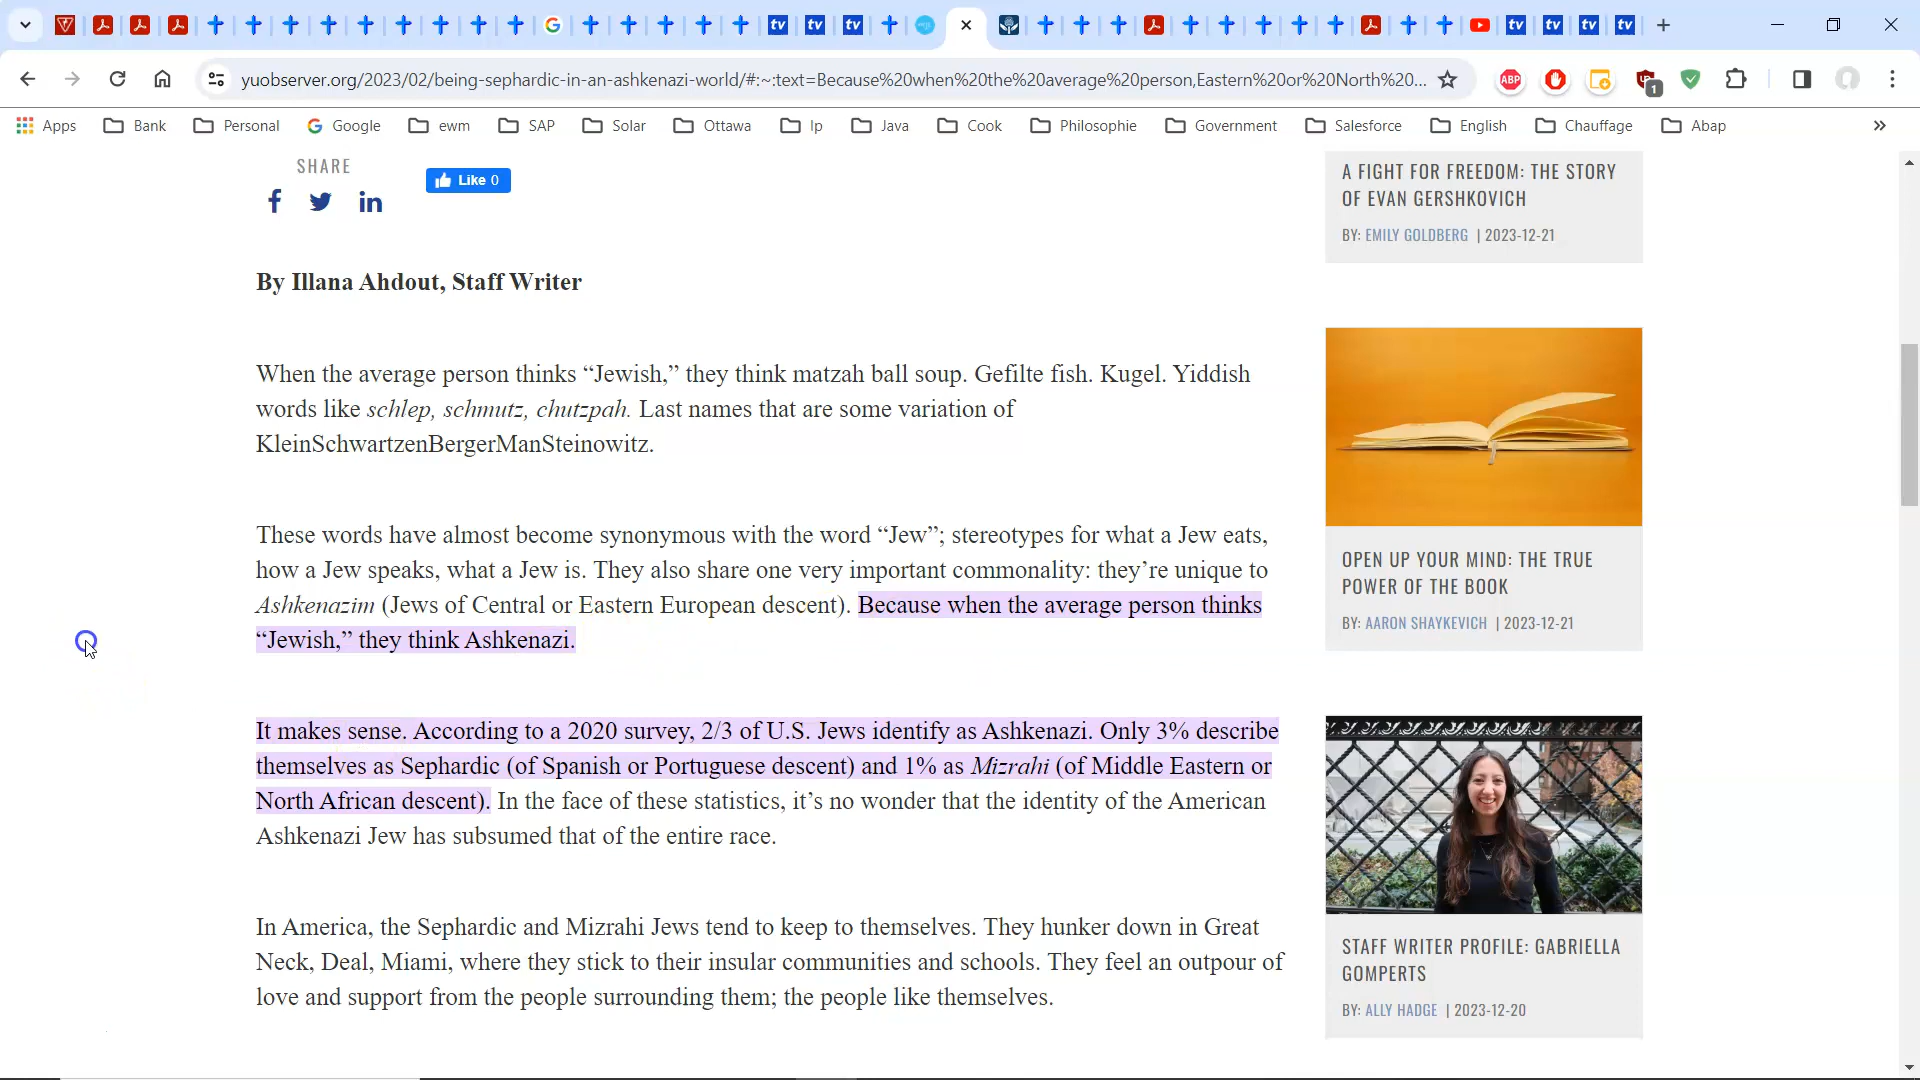 yuobserver.org/2023/02/being-sephardic-in-an-ashkenazi-world/#:~:text=Because%20when%20the%20average%20person,Eastern%20or%20North%20...
ABP
1
Apps Bank Personal Google ewm SAP Solar Ottawa Ip Java Cook Philosophie Government Salesforce English Chauffage Abap »
SHARE
Like 0
By Illana Ahdout, Staff Writer
When the average person thinks “Jewish,” they think matzah ball soup. Gefilte fish. Kugel. Yiddish
words like schlep, schmutz, chutzpah. Last names that are some variation of
KleinSchwartzenBergerManSteinowitz.
These words have almost become synonymous with the word “Jew”; stereotypes for what a Jew eats,
how a Jew speaks, what a Jew is. They also share one very important commonality: they’re unique to
Ashkenazim (Jews of Central or Eastern European descent). Because when the average person thinks
“Jewish,” they think Ashkenazi.
It makes sense. According to a 2020 survey, 2/3 of U.S. Jews identify as Ashkenazi. Only 3% describe
themselves as Sephardic (of Spanish or Portuguese descent) and 1% as Mizrahi (of Middle Eastern or
North African descent). In the face of these statistics, it’s no wonder that the identity of the American
Ashkenazi Jew has subsumed that of the entire race.
In America, the Sephardic and Mizrahi Jews tend to keep to themselves. They hunker down in Great
Neck, Deal, Miami, where they stick to their insular communities and schools. They feel an outpour of
love and support from the people surrounding them; the people like themselves.
A FIGHT FOR FREEDOM: THE STORY
OF EVAN GERSHKOVICH
BY: EMILY GOLDBERG | 2023-12-21
OPEN UP YOUR MIND: THE TRUE
POWER OF THE BOOK
BY: AARON SHAYKEVICH | 2023-12-21
STAFF WRITER PROFILE: GABRIELLA
GOMPERTS
BY: ALLY HADGE | 2023-12-20